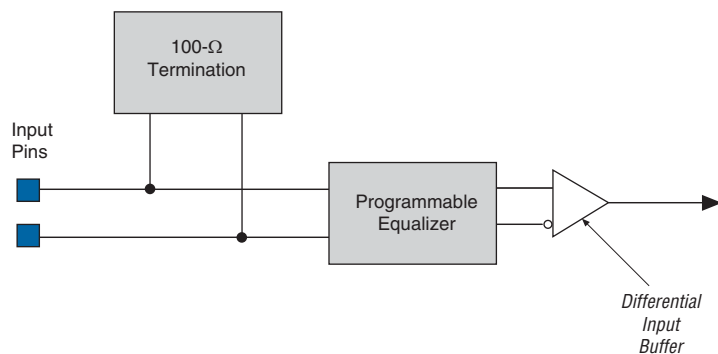 100-Ω
Termination
Input
Pins
Programmable
Equalizer
Differential
Input
Buffer